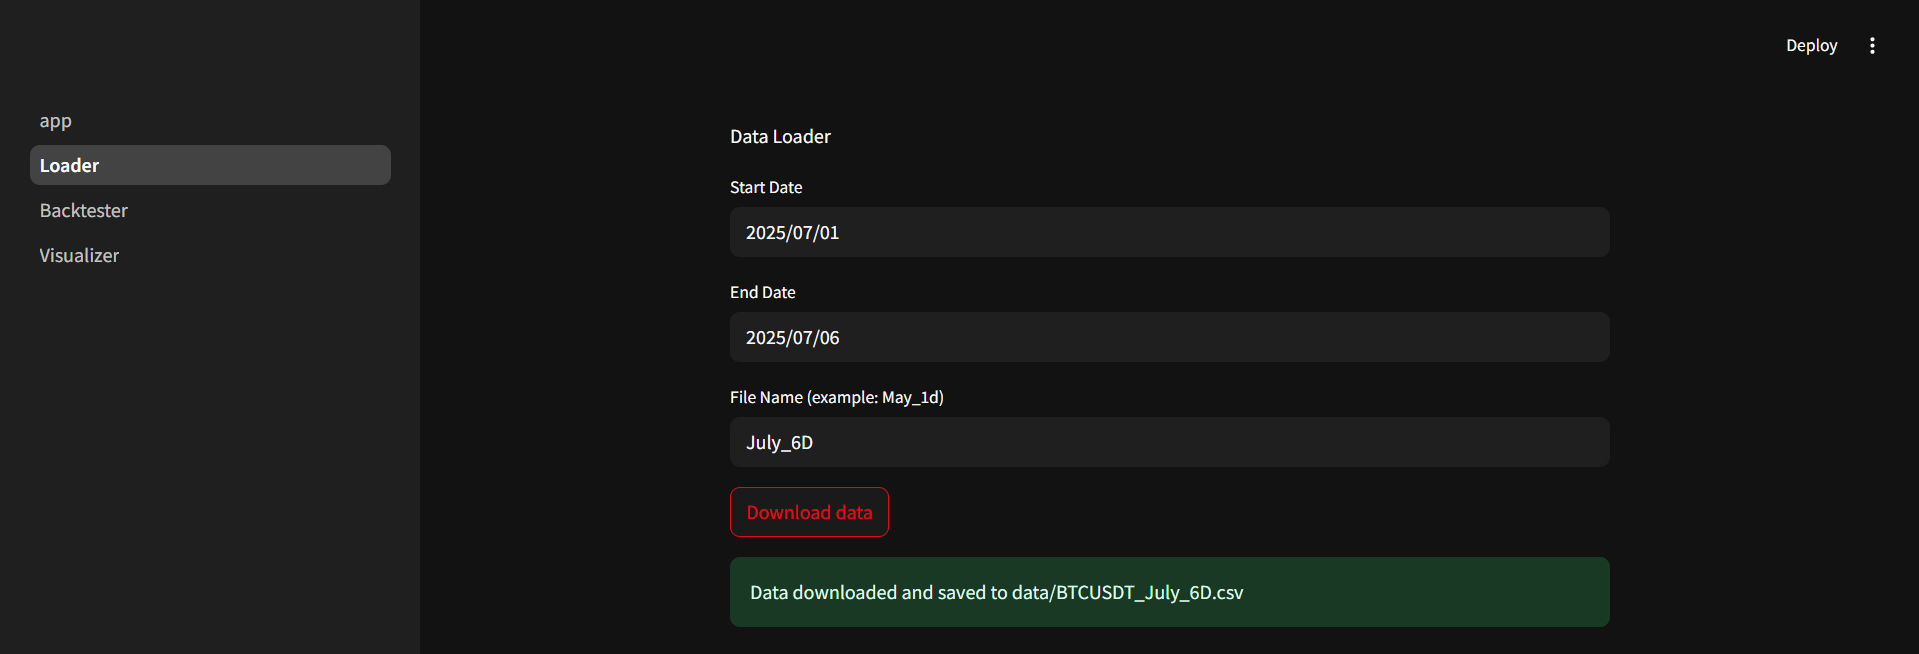 Deploy
app
Loader
Backtester
Visualizer
Data Loader
Start Date
2025/07/01
End Date
2025/07/06
File Name (example: May_1d)
July_6D
Download data
Data downloaded and saved to data/BTCUSDT_July_6D.csv